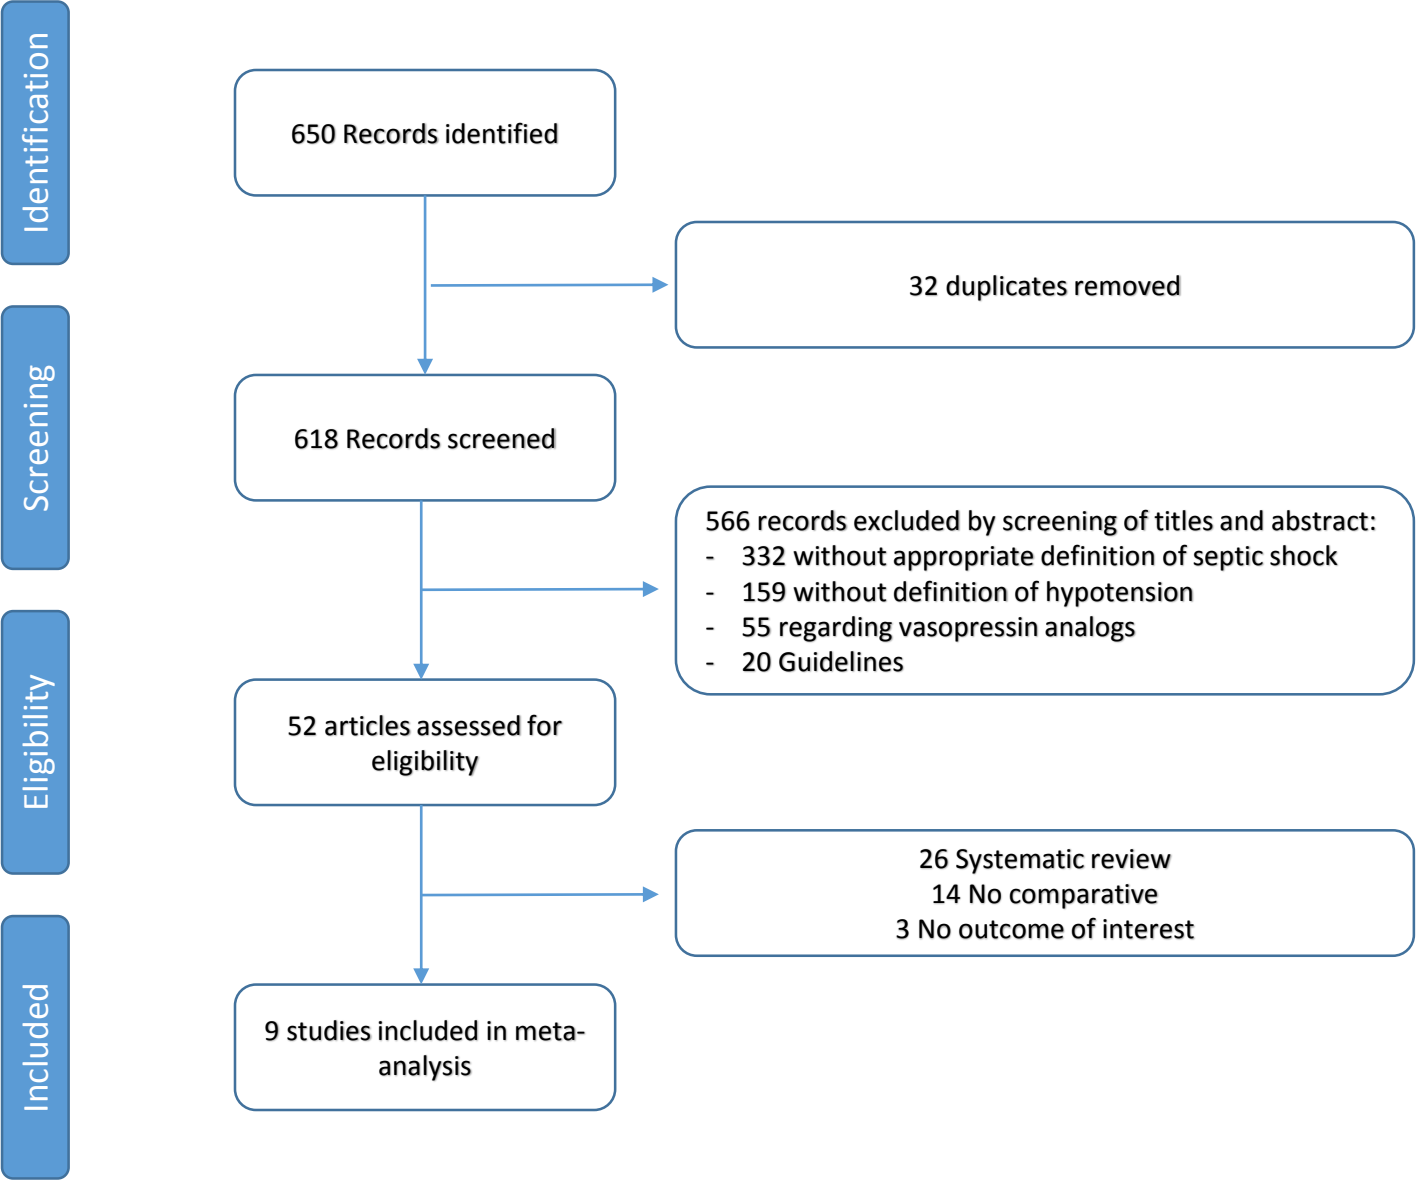 Identification
650 Records identified
32 duplicates removed
Screening
618 Records screened
566 records excluded by screening of titles and abstract:
- 332 without appropriate definition of septic shock
- 159 without definition of hypotension
- 55 regarding vasopressin analogs
- 20 Guidelines
Eligibility
52 articles assessed for
eligibility
26 Systematic review
14 No comparative
3 No outcome of interest
Included
9 studies included in meta-
analysis